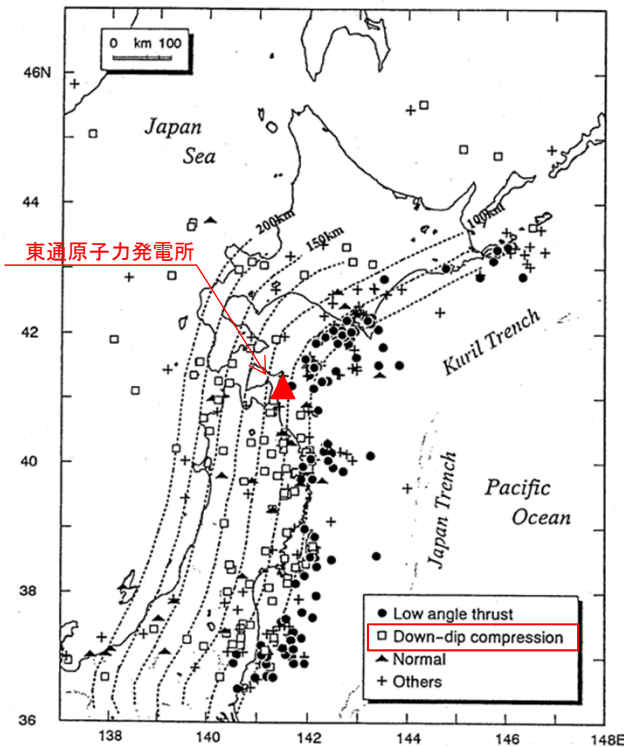 46N
44
42
40
38
36
138
140
142
144
146
148E
0 km 100
Japan
Sea
200km
150km
100km
東通原子力発電所
Kuril Trench
Japan Trench
Pacific
Ocean
Low angle thrust
Down-dip compression
Normal
Others